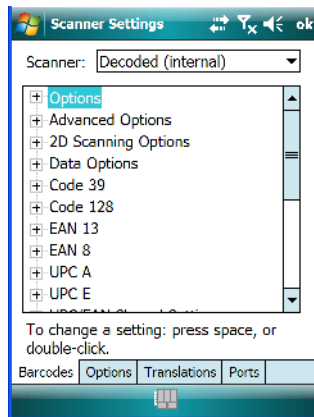 Scanner Settings ok
Scanner: Decoded (internal)
Options
Advanced Options
2D Scanning Options
Data Options
Code 39
Code 128
EAN 13
EAN 8
UPC A
UPC E
To change a setting: press space, or
double-click.
Barcodes Options Translations Ports